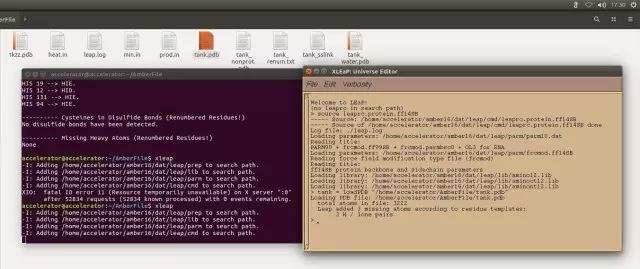 17:30
berFile
1kzz.pdb
heat.in
leap.log
min.in
prod.in
tank.pdb
tank_
nonprot.
tank_
renum.txt
tank_sslink
tank_
water.pdb
accelerator@accelerator: ~/AmberFile
HIS 19 --> HIE.
HIS 12 --> HID.
HIS 131 --> HIE.
HIS 94 --> HIE.
---------- Cysteines in Disulfide Bonds (Renumbered Residues!)
No disulfide bonds have been detected.
---------- Missing Heavy Atoms (Renumbered Residues!)
None
accelerator@accelerator:~/AmberFile$ xleap
-I: Adding /home/accelerator/amber16/dat/leap/prep to search path.
-I: Adding /home/accelerator/amber16/dat/leap/lib to search path.
-I: Adding /home/accelerator/amber16/dat/leap/parm to search path.
-I: Adding /home/accelerator/amber16/dat/leap/cmd to search path.
XIO:  fatal IO error 11 (Resource temporarily unavailable) on X server ":0"
after 52834 requests (52834 known processed) with 0 events remaining.
accelerator@accelerator:~/AmberFile$ xleap
-I: Adding /home/accelerator/amber16/dat/leap/prep to search path.
-I: Adding /home/accelerator/amber16/dat/leap/lib to search path.
-I: Adding /home/accelerator/amber16/dat/leap/parm to search path.
-I: Adding /home/accelerator/amber16/dat/leap/cmd to search path.
XLEaP: Universe Editor
File Edit Verbosity
Welcome to LEaP!
(no leaprc in search path)
> source leaprc.protein.ff14SB
----- Source: /home/accelerator/amber16/dat/leap/cmd/leaprc.protein.ff14SB
----- Source of /home/accelerator/amber16/dat/leap/cmd/leaprc.protein.ff14SB done
Log file: ./leap.log
Loading parameters: /home/accelerator/amber16/dat/leap/parm/parm10.dat
Reading title:
PARM99 + frcmod.ff99SB + frcmod.parmbsc0 + OL3 for RNA
Loading parameters: /home/accelerator/amber16/dat/leap/parm/frcmod.ff14SB
Reading force field modification type file (frcmod)
Reading title:
ff14SB protein backbone and sidechain parameters
Loading library: /home/accelerator/amber16/dat/leap/lib/amino12.lib
Loading library: /home/accelerator/amber16/dat/leap/lib/aminoct12.lib
Loading library: /home/accelerator/amber16/dat/leap/lib/aminont12.lib
> tank = loadPDB /home/accelerator/AmberFile/tank.pdb
Loading PDB file: /home/accelerator/AmberFile/tank.pdb
total atoms in file: 3222
Leap added 2 missing atoms according to residue templates:
2 H / lone pairs
>